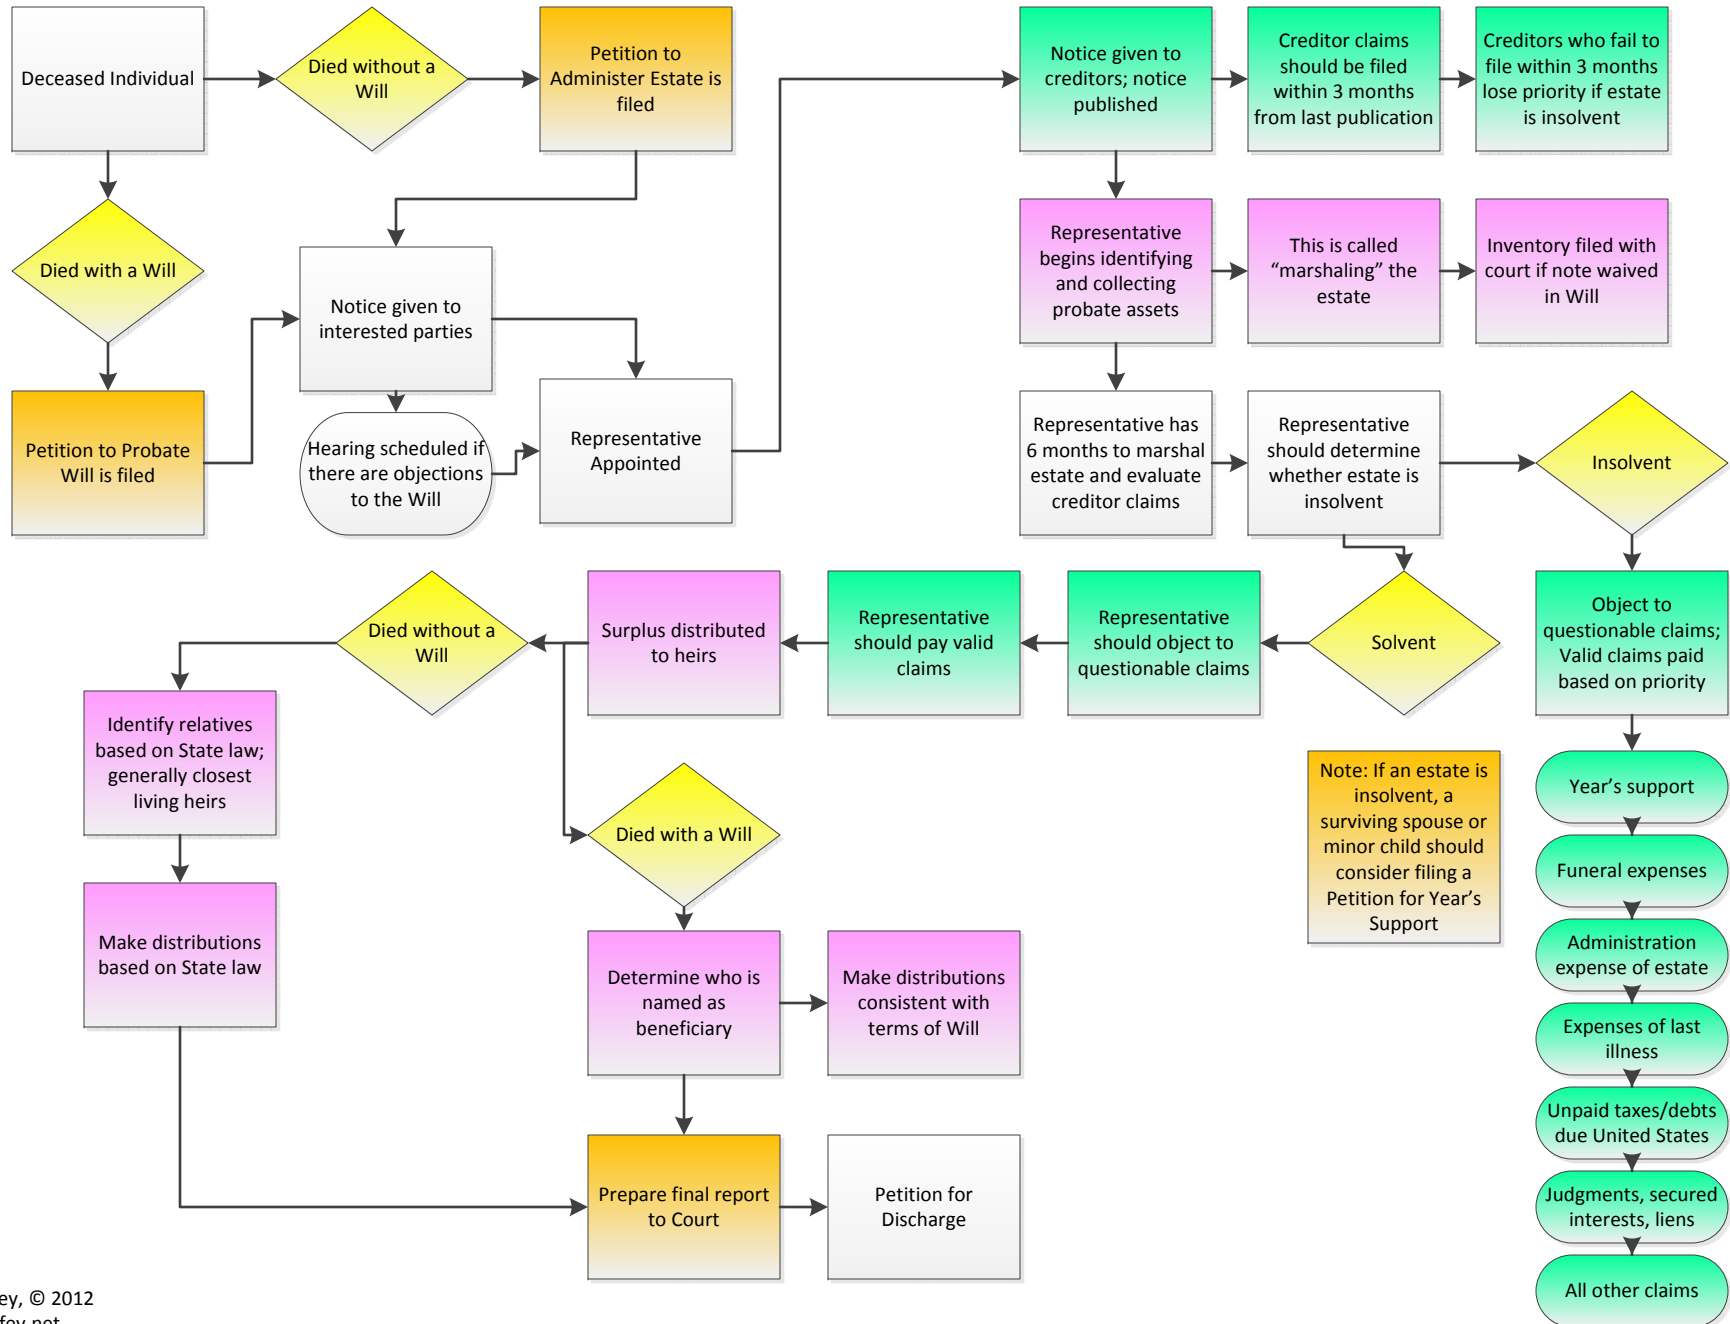 Deceased Individual
Died without a
Will
Petition to
Administer Estate is
filed
Notice given to
creditors; notice
published
Creditor claims
should be filed
within 3 months
from last publication
Creditors who fail to
file within 3 months
lose priority if estate
is insolvent
Died with a Will
Notice given to
interested parties
Representative
begins identifying
and collecting
probate assets
This is called
“marshaling” the
estate
Inventory filed with
court if note waived
in Will
Petition to Probate
Will is filed
Hearing scheduled if
there are objections
to the Will
Representative
Appointed
Representative has
6 months to marshal
estate and evaluate
creditor claims
Representative
should determine
whether estate is
insolvent
Insolvent
Died without a
Will
Surplus distributed
to heirs
Representative
should pay valid
claims
Representative
should object to
questionable claims
Solvent
Object to
questionable claims;
Valid claims paid
based on priority
Identify relatives
based on State law;
generally closest
living heirs
Died with a Will
Note: If an estate is
insolvent, a
surviving spouse or
minor child should
consider filing a
Petition for Year’s
Support
Year’s support
Funeral expenses
Make distributions
based on State law
Determine who is
named as
beneficiary
Make distributions
consistent with
terms of Will
Administration
expense of estate
Expenses of last
illness
Unpaid taxes/debts
due United States
Prepare final report
to Court
Petition for
Discharge
Judgments, secured
interests, liens
All other claims
ey, © 2012